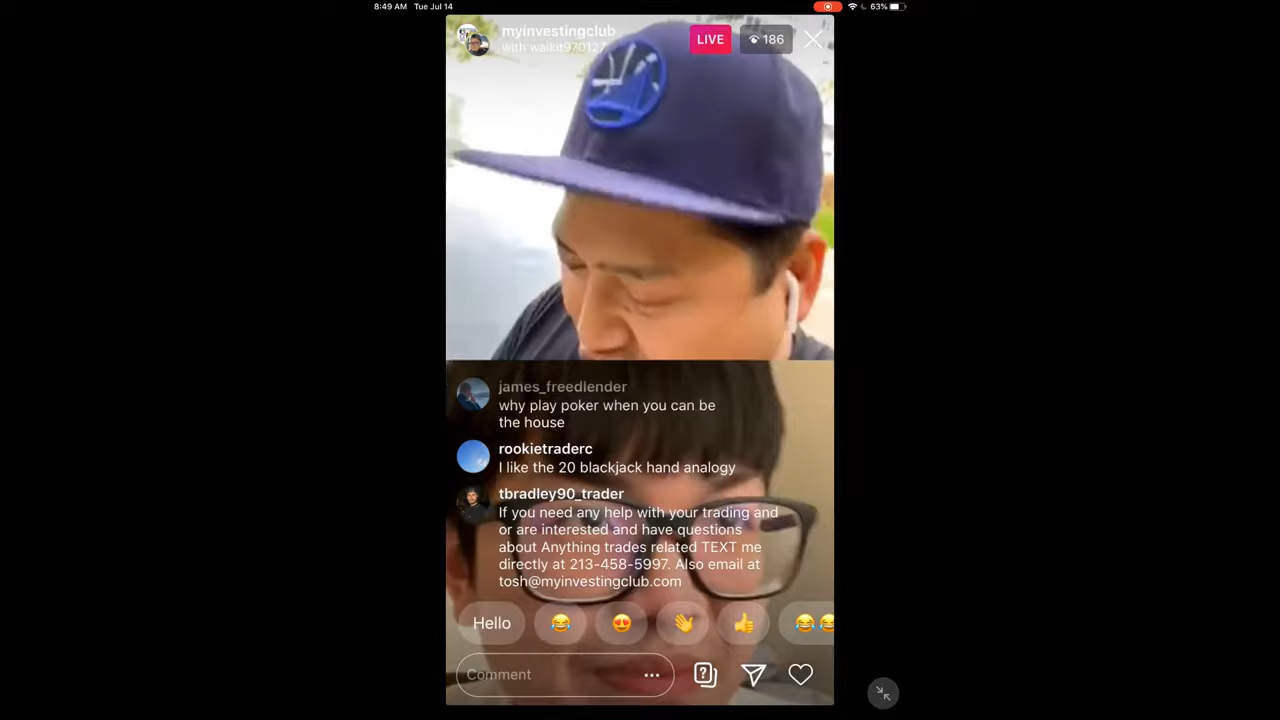 8:49 AM Tue Jul 14
63%
myinvestingclub
with walkit970127
LIVE
186
james_freedlender
why play poker when you can be
the house
rookietraderc
I like the 20 blackjack hand analogy
tbradley90_trader
If you need any help with your trading and
or are interested and have questions
about Anything trades related TEXT me
directly at 213-458-5997. Also email at
tosh@myinvestingclub.com
Hello
Comment